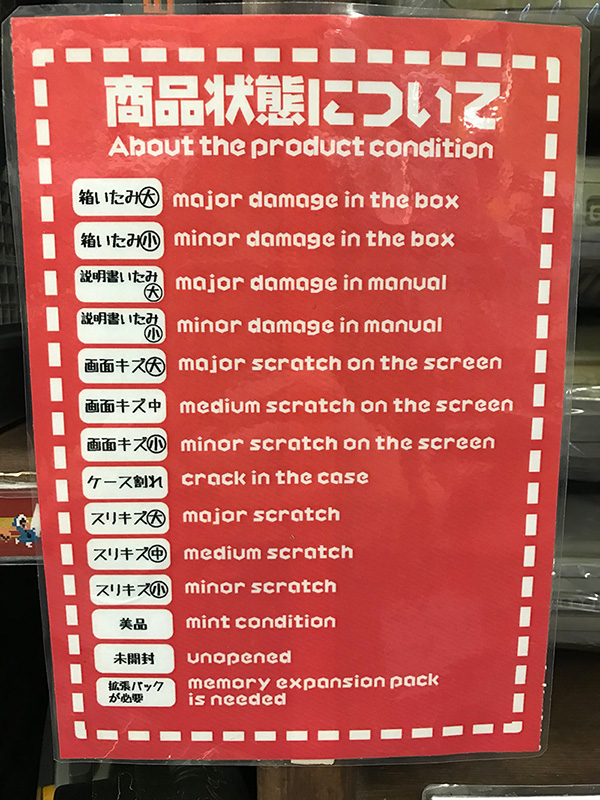 商品状態について
About the product condition
箱いたみ大 major damage in the box
箱いたみ小 minor damage in the box
説明書いたみ
大 major damage in manual
説明書いたみ
小 minor damage in manual
画面キズ大 major scratch on the screen
画面キズ中 medium scratch on the screen
画面キズ小 minor scratch on the screen
ケース割れ crack in the case
スリキズ大 major scratch
スリキズ中 medium scratch
スリキズ小 minor scratch
美品 mint condition
未開封 unopened
拡張パック
が必要
memory expansion pack
is needed